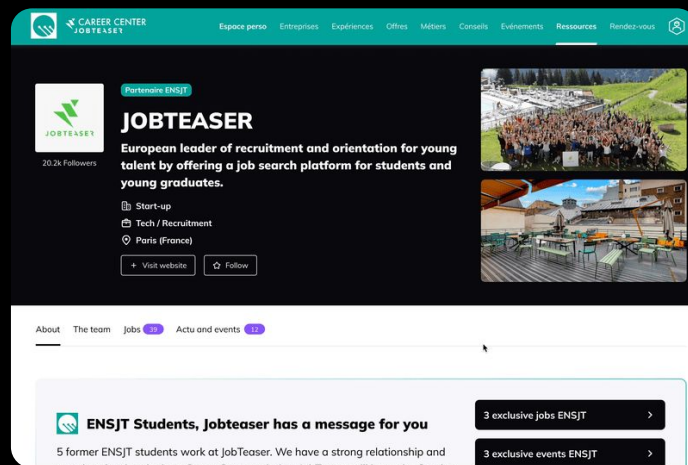 CAREER CENTER
JOBTEASER
Espace perso Entreprises Expériences Offres Métiers Conseils Evénements Ressources Rendez-vous
JOBTEASER
20.2k Followers
Partenaire ENSJT
JOBTEASER
European leader of recruitment and orientation for young
talent by offering a job search platform for students and
young graduates.
Start-up
Tech / Recruitment
Paris (France)
+ Visit website Follow
About The team Jobs 39 Actu and events 12
ENSJT Students, Jobteaser has a message for you
5 former ENSJT students work at JobTeaser. We have a strong relationship and
3 exclusive jobs ENSJT
3 exclusive events ENSJT